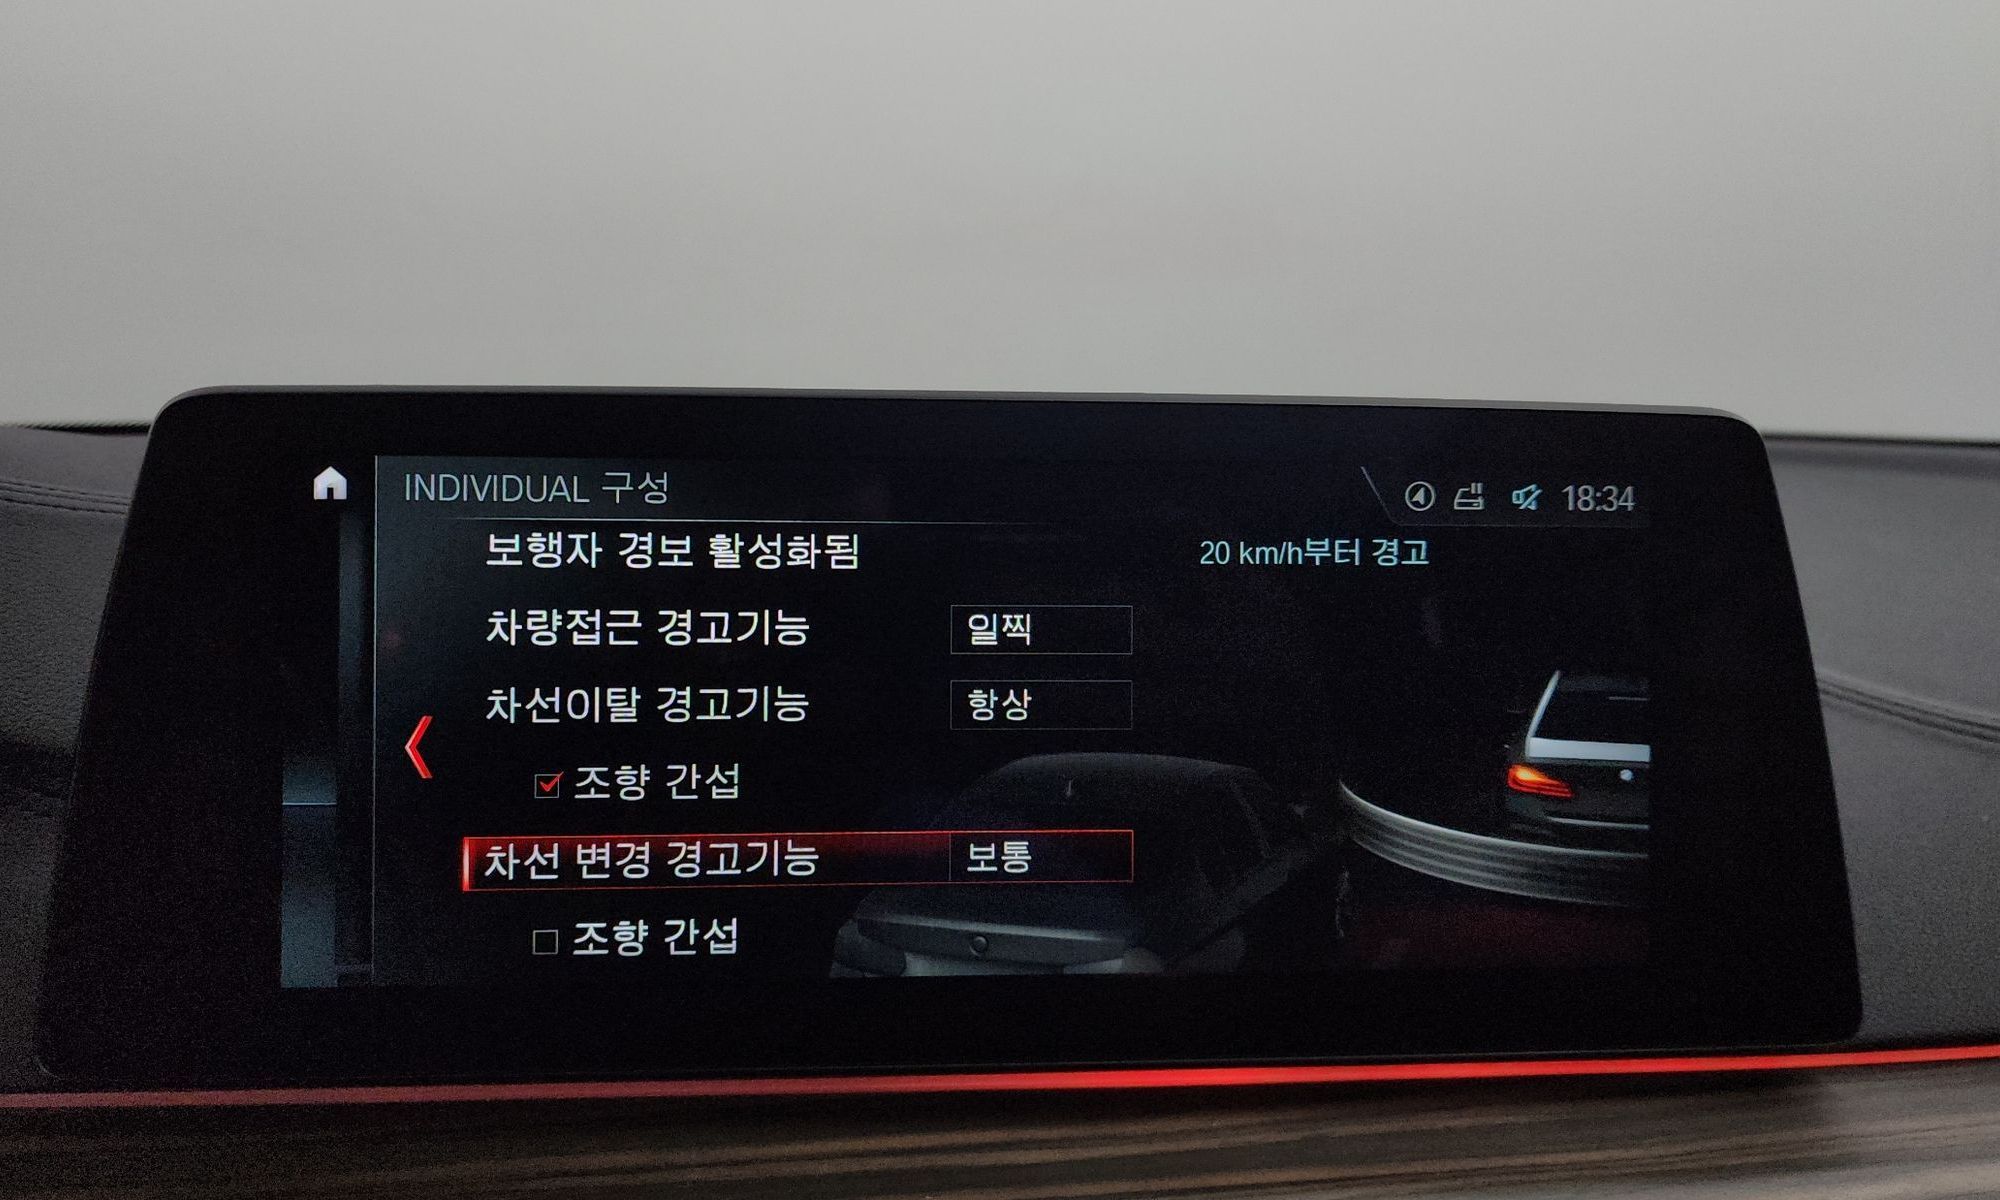 INDIVIDUAL 구성
18:34
보행자 경보 활성화됨
20 km/h부터 경고
차량접근 경고기능 일찍
차선이탈 경고기능 항상
조향 간섭
차선 변경 경고기능 보통
조향 간섭